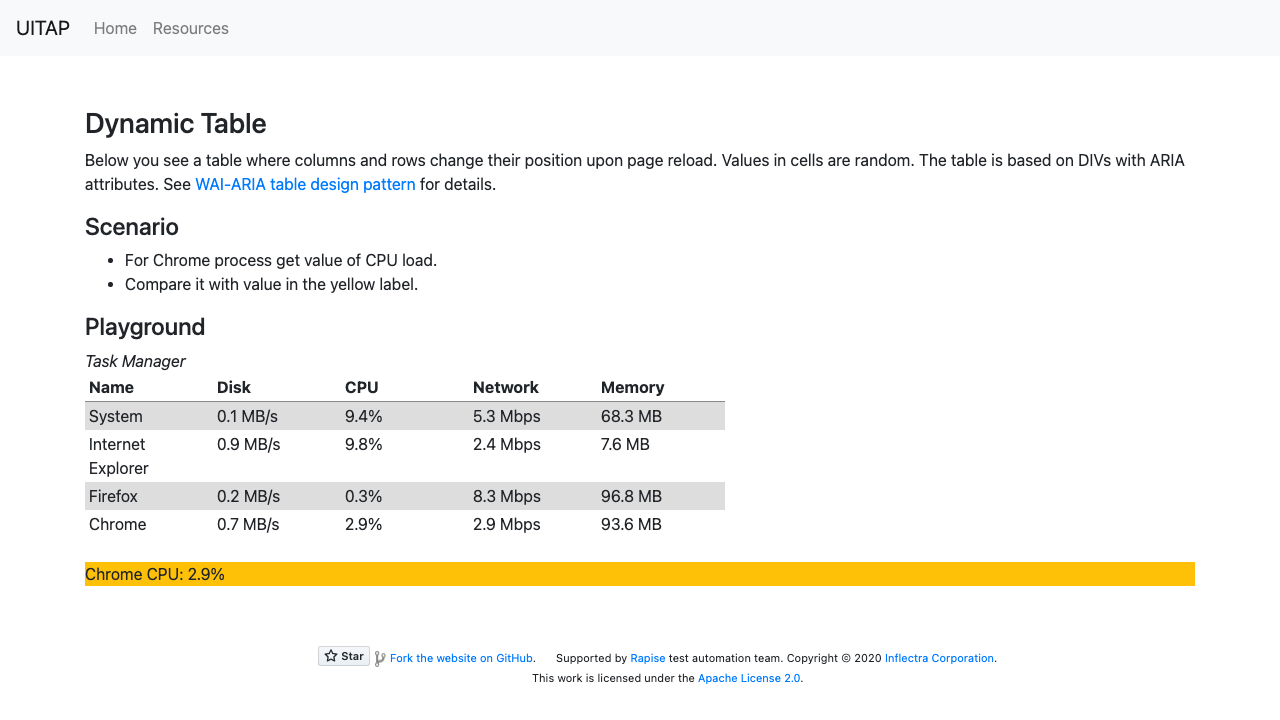 UITAP Home Resources
Dynamic Table
Below you see a table where columns and rows change their position upon page reload. Values in cells are random. The table is based on DIVs with ARIA
attributes. See WAI-ARIA table design pattern for details.
Scenario
• For Chrome process get value of CPU load.
• Compare it with value in the yellow label.
Playground
Task Manager
Name Disk CPU Network Memory
System 0.1 MB/s 9.4% 5.3 Mbps 68.3 MB
Internet 0.9 MB/s 9.8% 2.4 Mbps 7.6 MB
Explorer
Firefox 0.2 MB/s 0.3% 8.3 Mbps 96.8 MB
Chrome 0.7 MB/s 2.9% 2.9 Mbps 93.6 MB
Chrome CPU: 2.9%
Star Fork the website on GitHub. Supported by Rapise test automation team. Copyright © 2020 Inflectra Corporation.
This work is licensed under the Apache License 2.0.